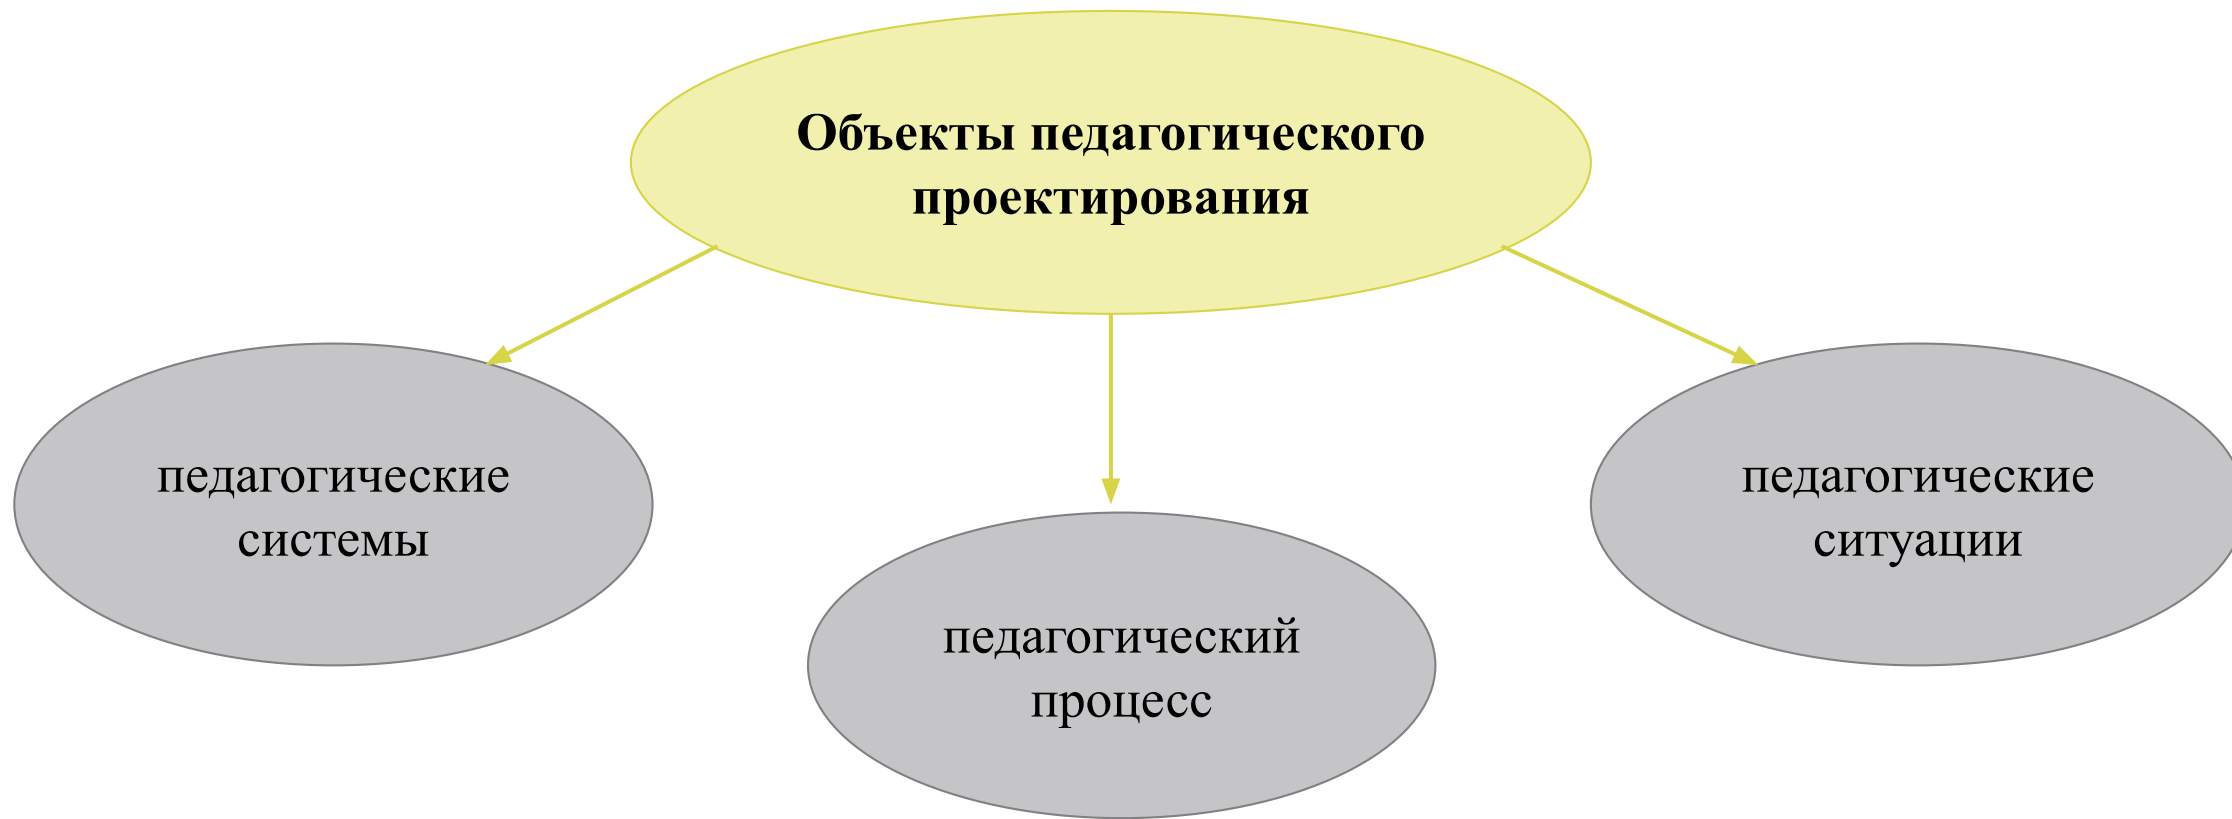 Объекты педагогического
проектирования
педагогические
системы
педагогический
процесс
педагогические
ситуации